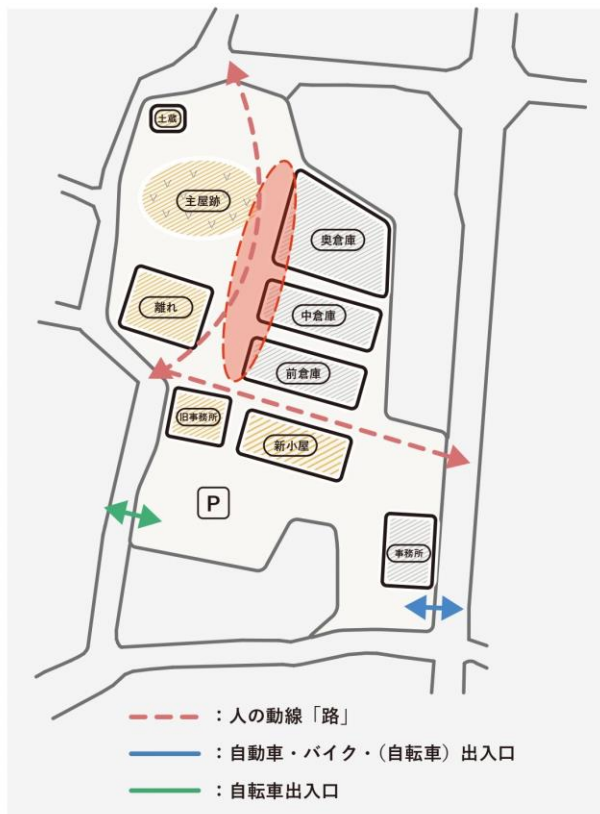 土蔵
主屋跡
奥倉庫
離れ
中倉庫
前倉庫
旧事務所
新小屋
P
事務所
：人の動線「路」
：自動車・バイク・（自転車）出入口
：自転車出入口